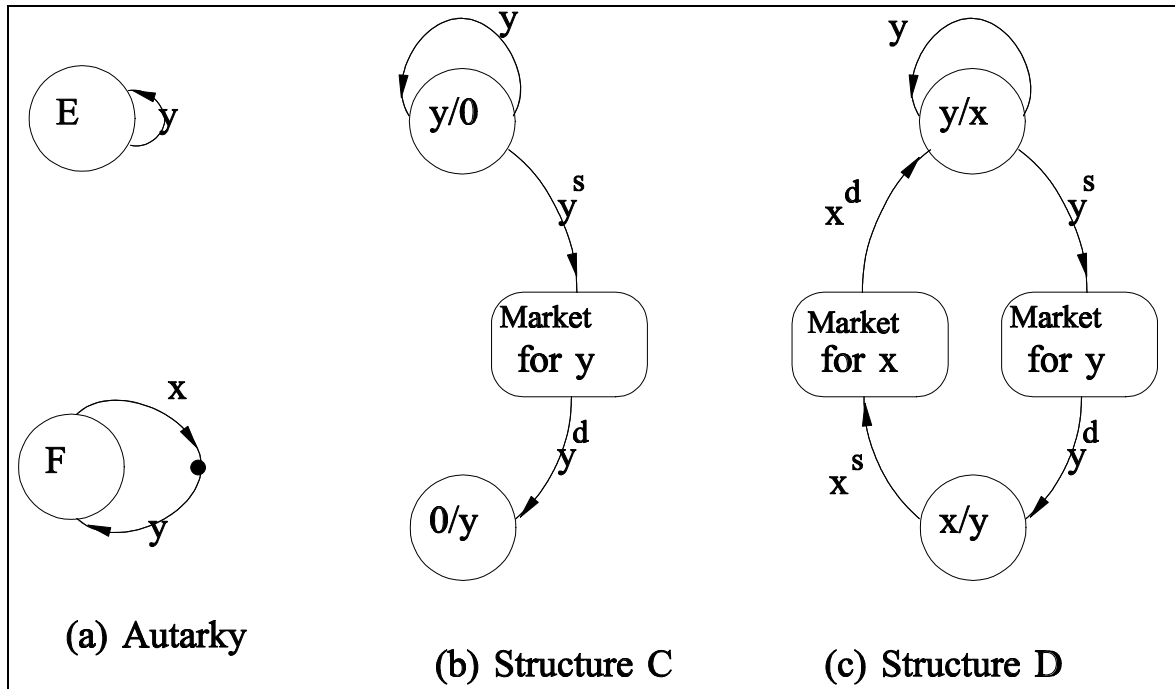 E
y
F
x
y
(a) Autarky
y
y/0
y^s
Market
for y
y^d
0/y
(b) Structure C
y
y/x
x^d
y^s
Market
for x
Market
for y
x^s
y^d
x/y
(c) Structure D